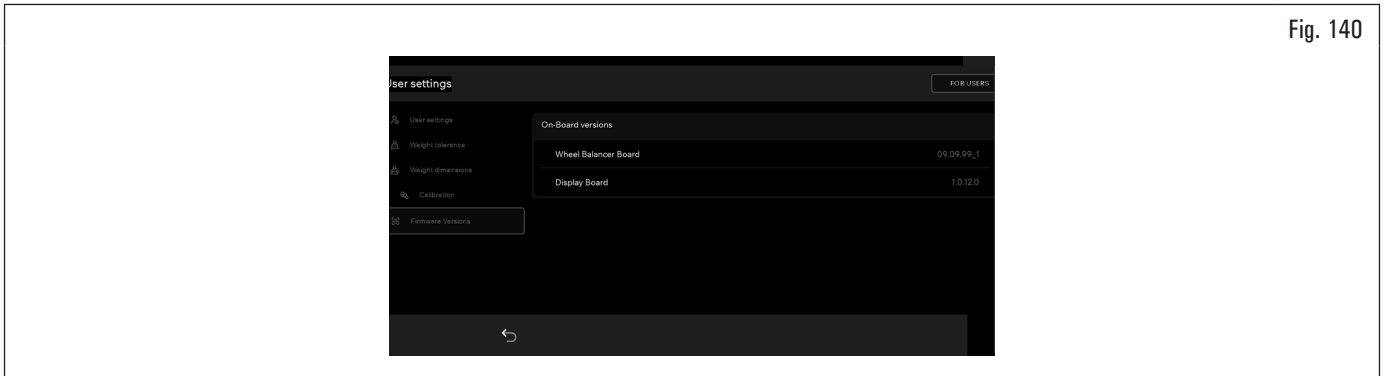 Fig. 140
User settings
FOR USERS
User settings
Weight tolerance
Weight dimensions
Calibration
Firmware Versions
On-Board versions
Wheel Balancer Board 09.09.99_1
Display Board 1.0.12.0